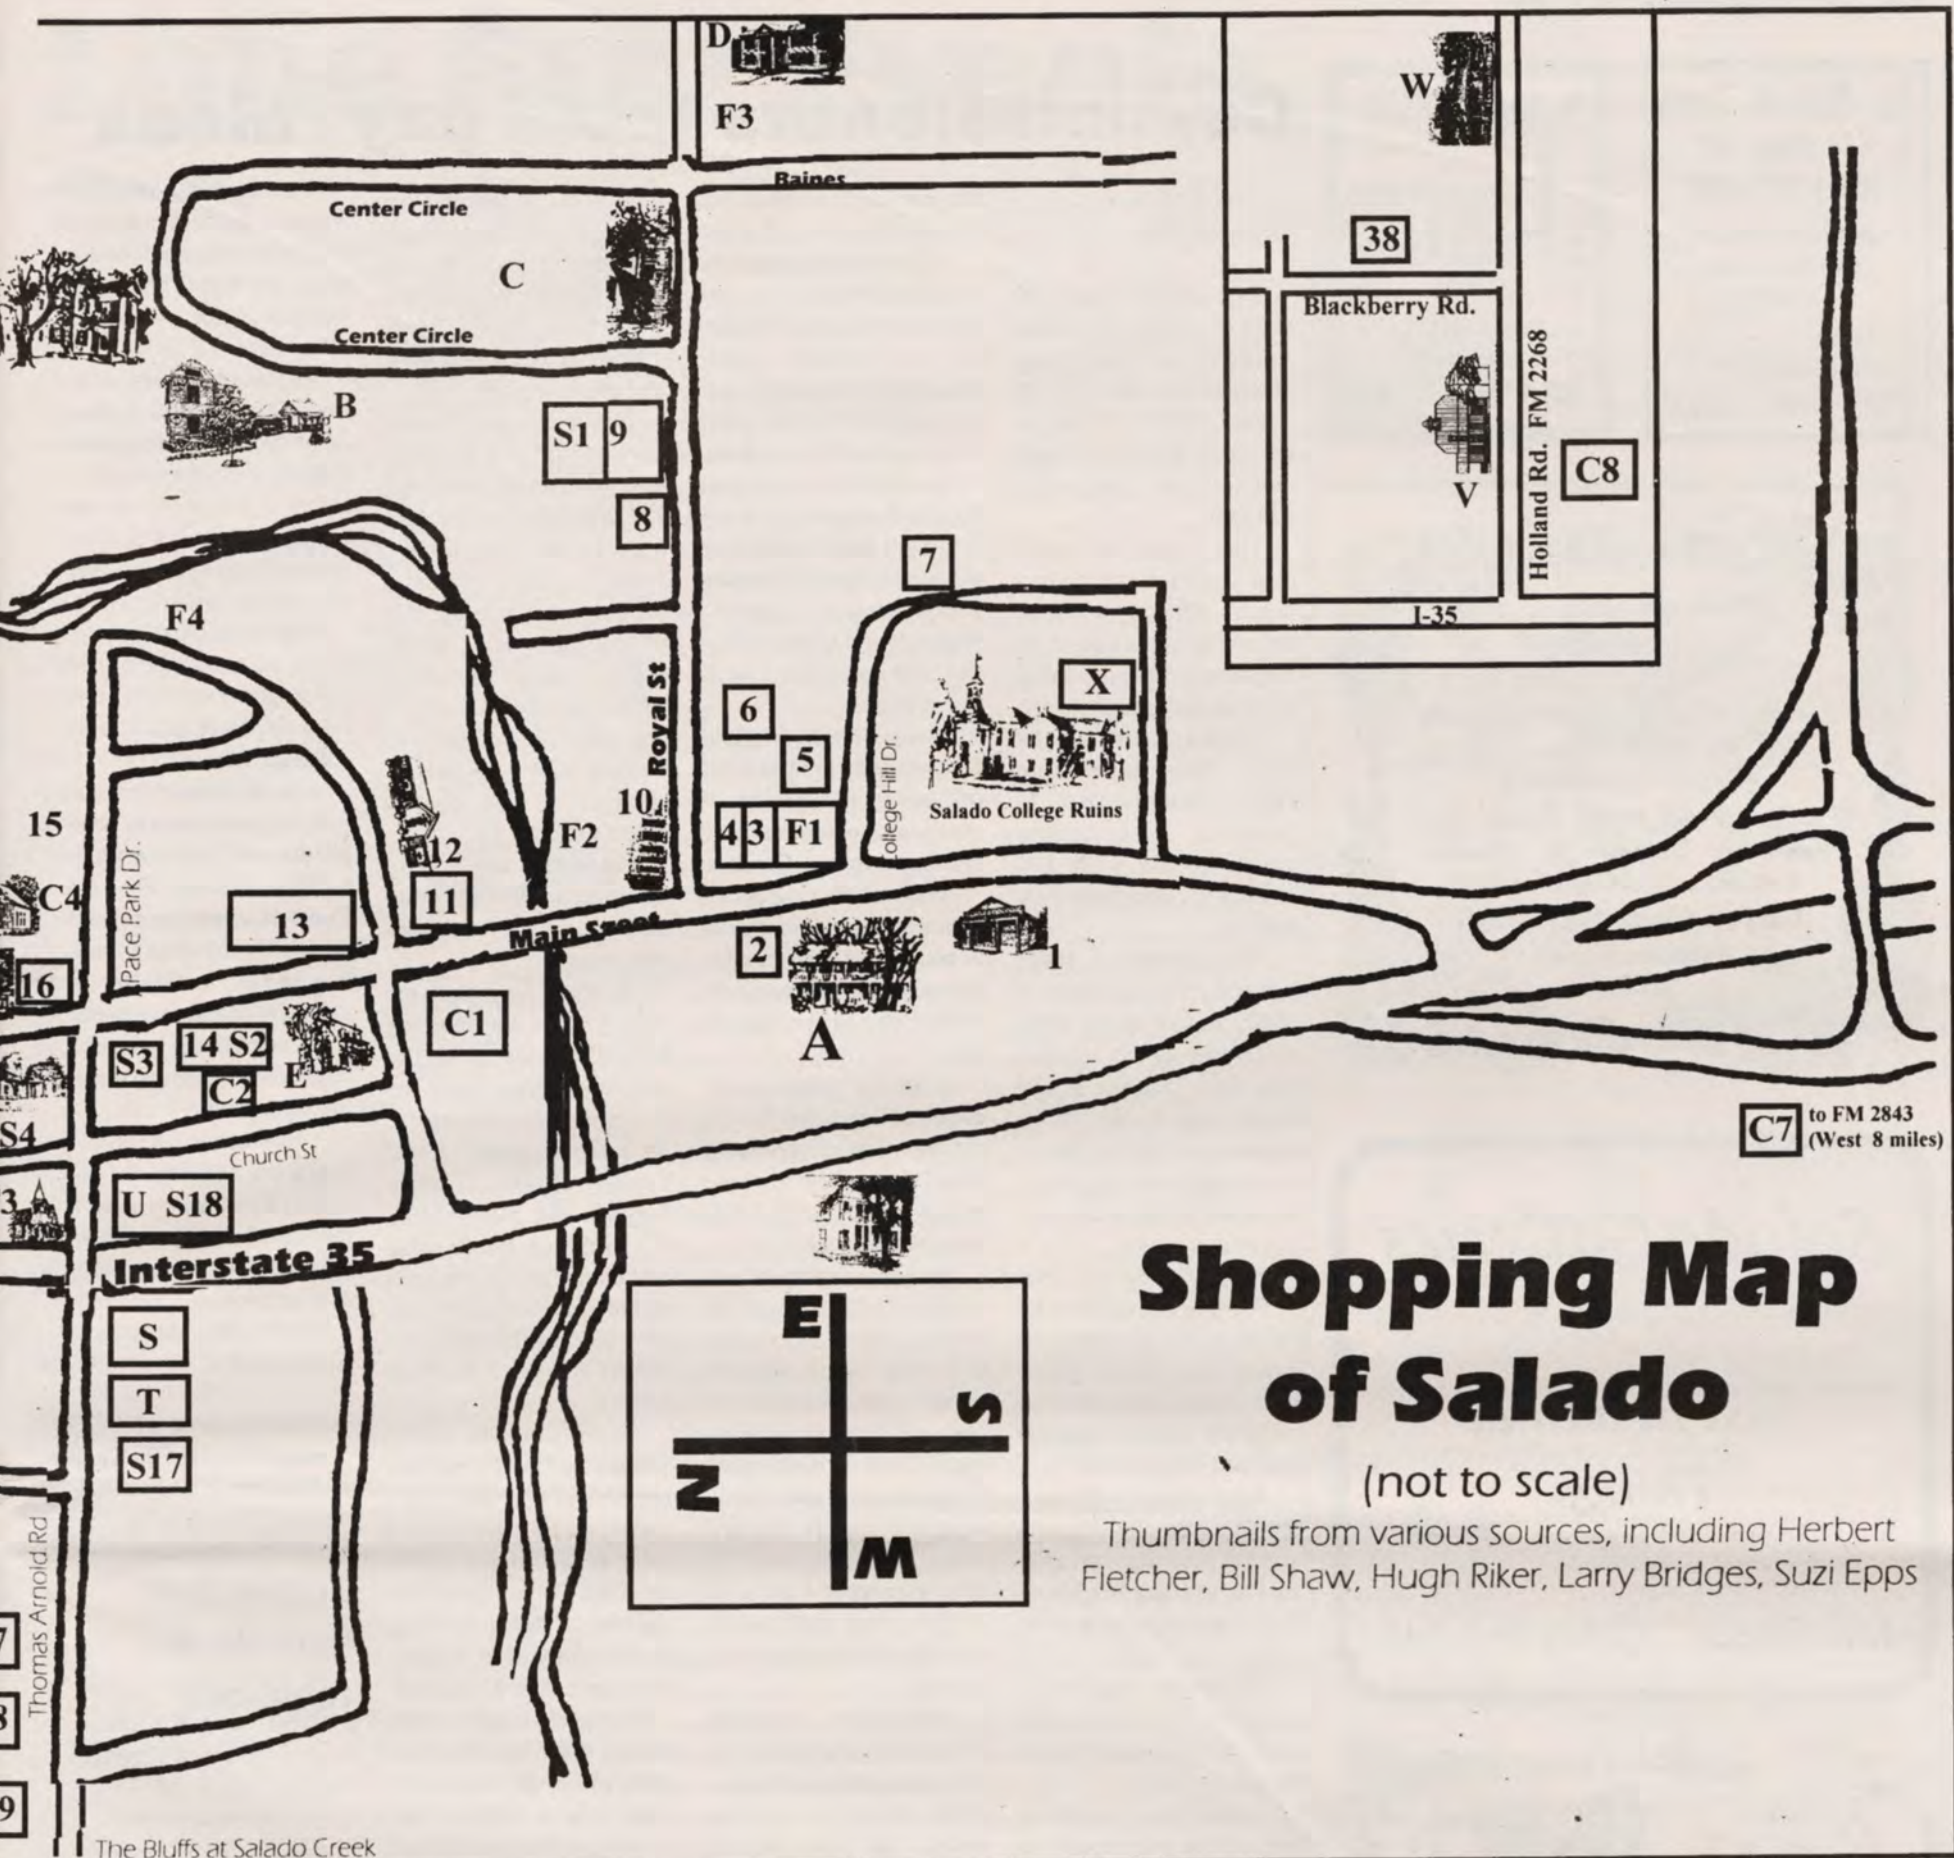 D
F3
W
Raines
Center Circle
C
38
Blackberry Rd.
Center Circle
B
S1 9
Holland Rd. FM 2268
C8
V
8
7
F4
I-35
Royal St
6
X
5
College Hill Dr.
Salado College Ruins
15
10
4 3 F1
12
F2
C4
Pace Park Dr.
13
11
Main Street
2
1
16
C1
A
S3
14 S2
E
C2
S4
Church St
C7 to FM 2843
(West 8 miles)
3
U S18
Interstate 35
Shopping Map
of Salado
(not to scale)
Thumbnails from various sources, including Herbert
Fletcher, Bill Shaw, Hugh Riker, Larry Bridges, Suzi Epps
S
T
S17
E
S
N
W
Thomas Arnold Rd
7
8
9
The Bluffs at Salado Creek